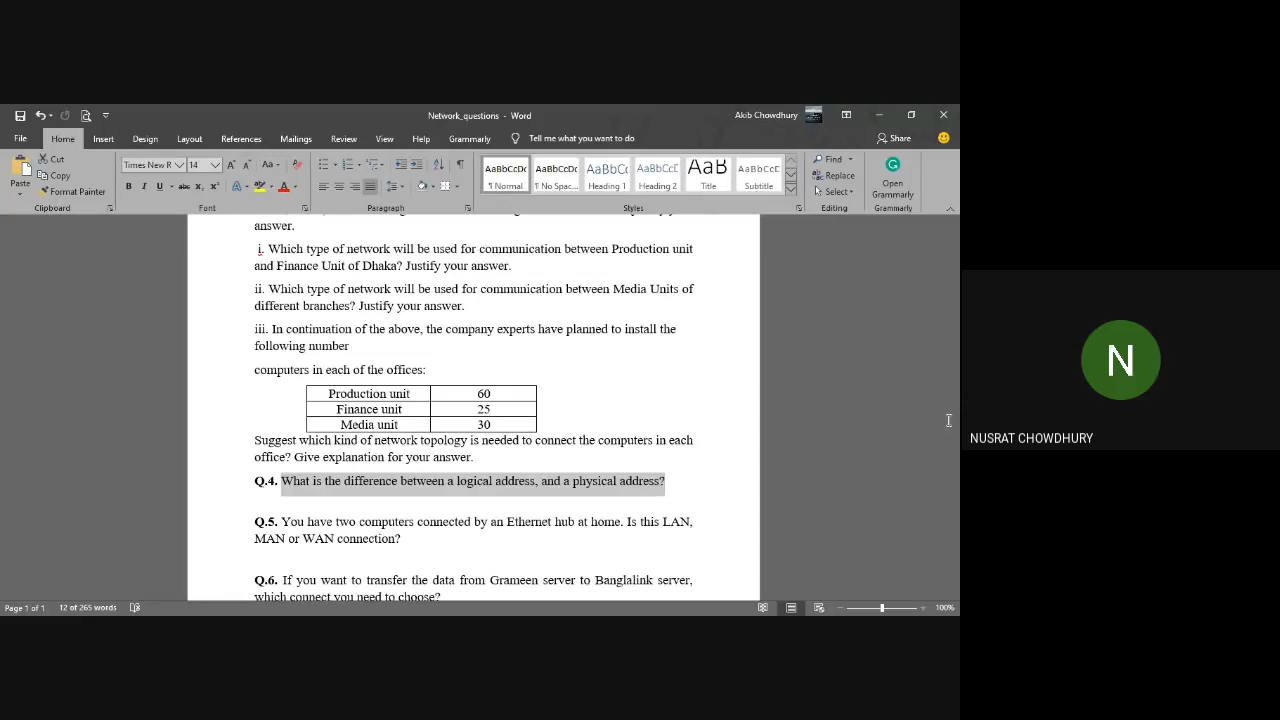 Network_questions - Word
Akib Chowdhury
File Home Insert Design Layout References Mailings Review View Help Grammarly Tell me what you want to do Share
Paste
Cut
Copy
Format Painter
Times New R 14
Find
Replace
Select
AaBbCcDc AaBbCcDc AaBbCc AaBbCcC AaB AaBbCcD
¶ Normal ¶ No Spac... Heading 1 Heading 2 Title Subtitle
Open
Grammarly
Clipboard Font Paragraph Styles Editing Grammarly
answer.
i. Which type of network will be used for communication between Production unit
and Finance Unit of Dhaka? Justify your answer.
ii. Which type of network will be used for communication between Media Units of
different branches? Justify your answer.
iii. In continuation of the above, the company experts have planned to install the
following number
computers in each of the offices:
Production unit 60
Finance unit 25
Media unit 30
Suggest which kind of network topology is needed to connect the computers in each
office? Give explanation for your answer.
Q.4. What is the difference between a logical address, and a physical address?
Q.5. You have two computers connected by an Ethernet hub at home. Is this LAN,
MAN or WAN connection?
Q.6. If you want to transfer the data from Grameen server to Banglalink server,
which connect you need to choose?
Page 1 of 1 12 of 265 words 100%
N
NUSRAT CHOWDHURY